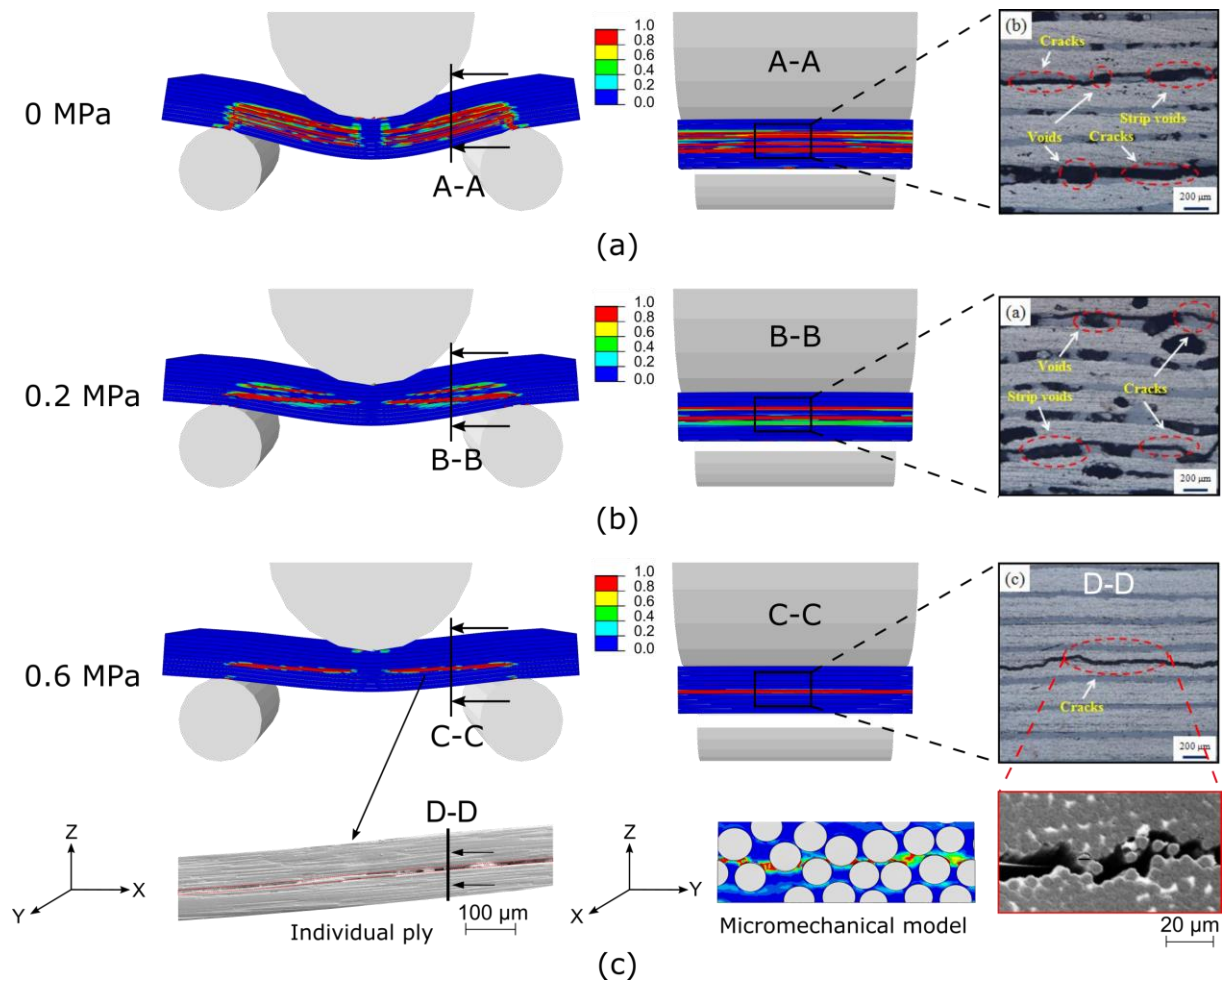 0 MPa
1.0
0.8
0.6
0.4
0.2
0.0
A-A
A-A
(b)
Cracks
Voids
Strip voids
Cracks
200 μm
(a)
0.2 MPa
1.0
0.8
0.6
0.4
0.2
0.0
B-B
B-B
(a)
Voids
Cracks
Strip voids
200 μm
(b)
0.6 MPa
1.0
0.8
0.6
0.4
0.2
0.0
C-C
C-C
(c)
D-D
Cracks
200 μm
Z
X
Y
D-D
100 μm
Individual ply
Z
Y
X
Micromechanical model
20 μm
(c)